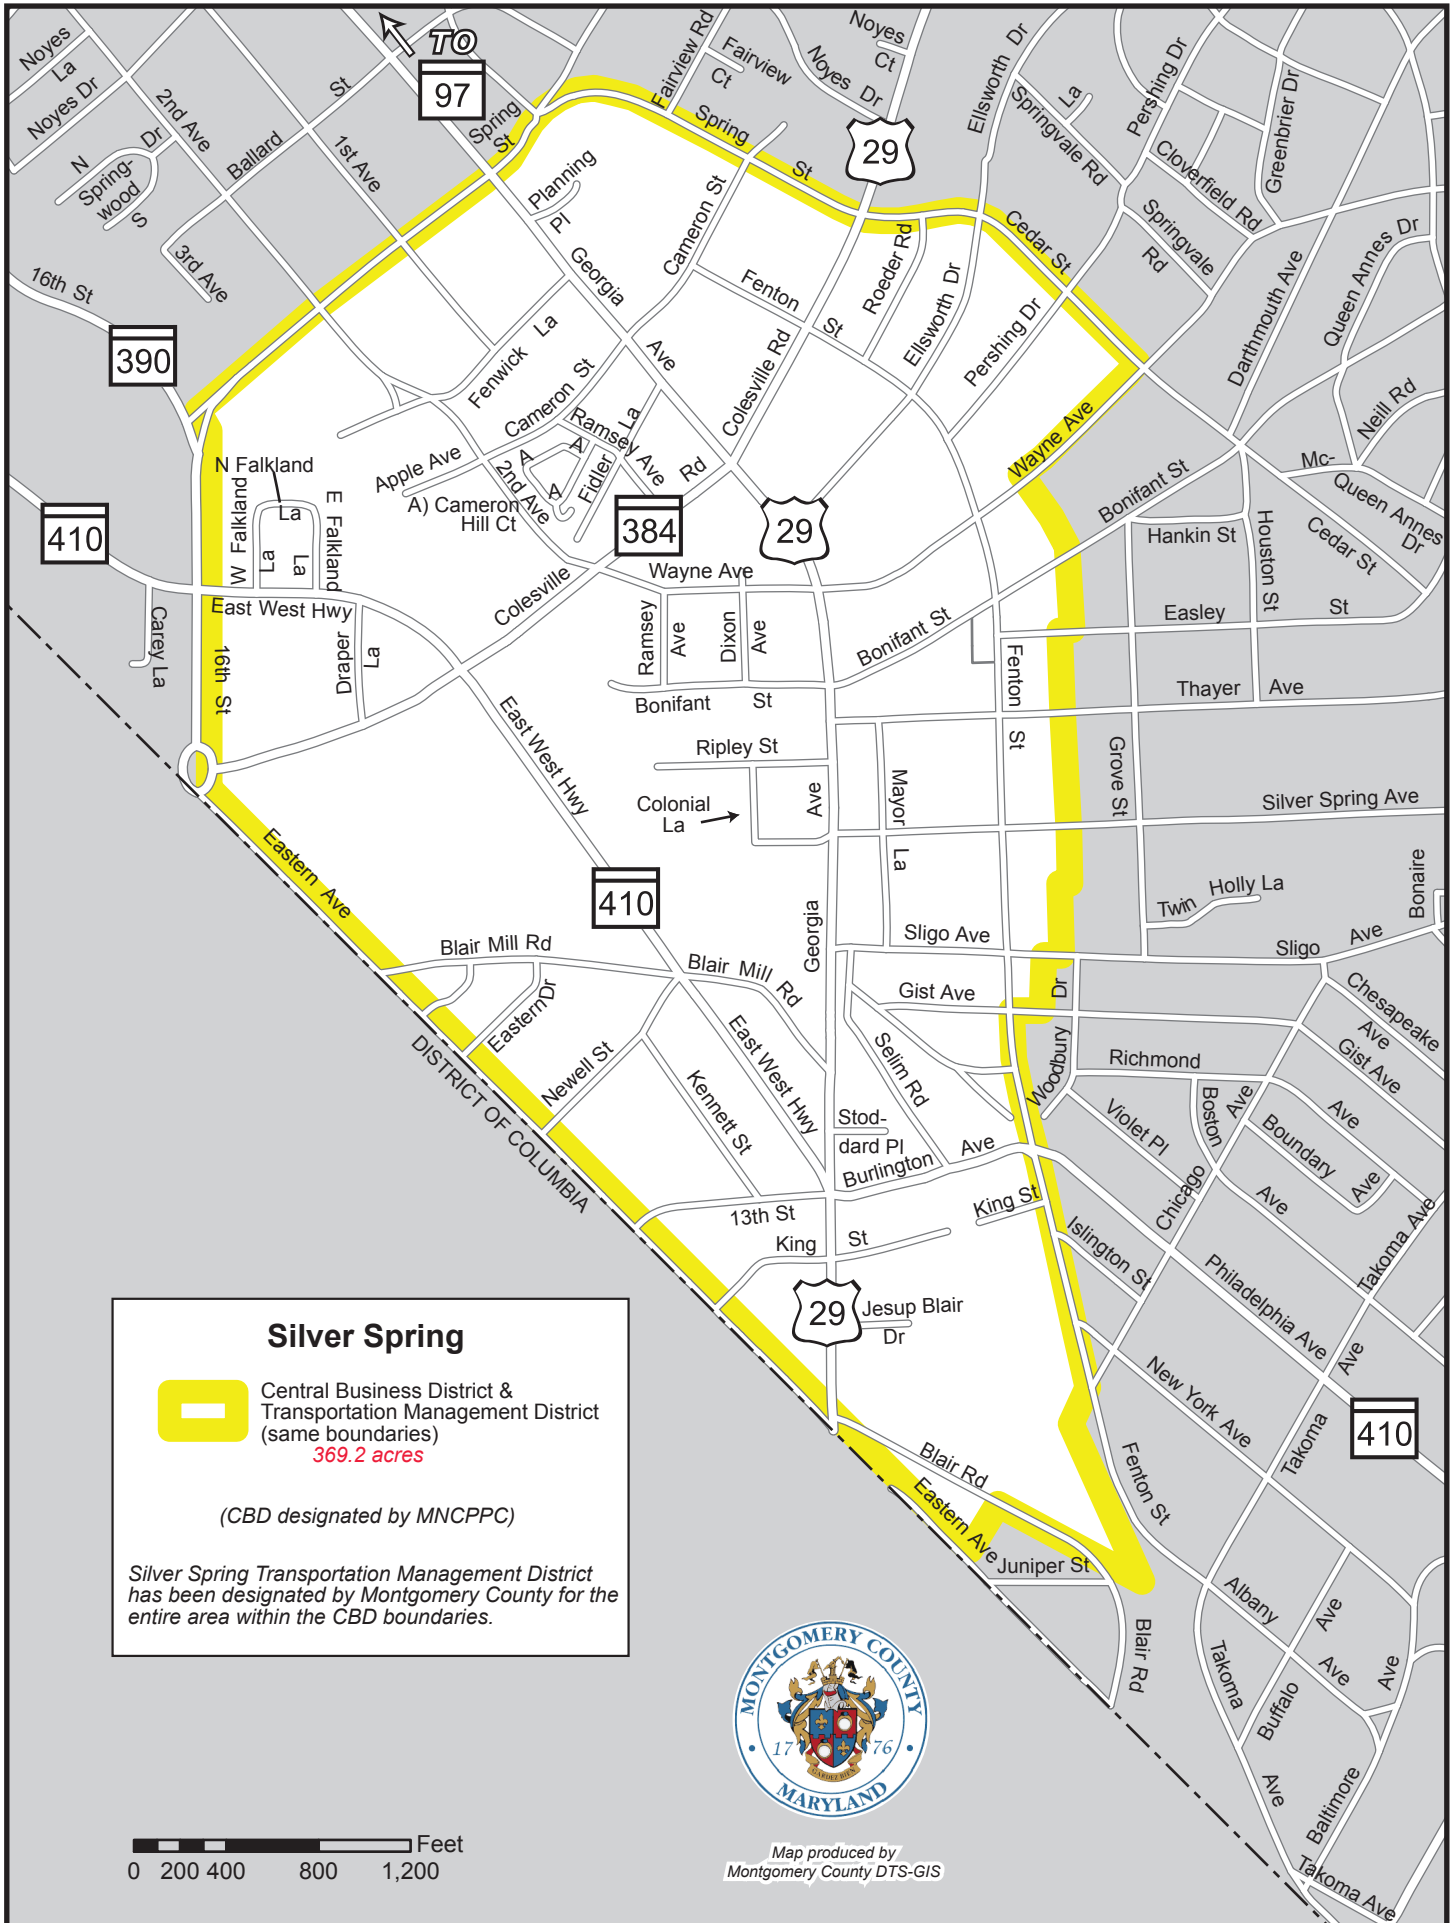 TO
97
Noyes
La
Noyes Dr
2nd Ave
Ballard
St
1st Ave
N
Spring-
wood
Dr
S
3rd Ave
16th St
390
Spring
St
Planning
Pl
Fairview Rd
Fairview
Ct
Noyes
Dr
Noyes
Ct
29
Spring
St
Ellsworth Dr
Springvale Rd
La
Pershing Dr
Cloverfield Rd
Greenbrier Dr
Springvale
Rd
Cedar St
Darthmouth Ave
Queen Annes Dr
Neill Rd
Mc-
Queen Annes
Dr
Georgia
Ave
Cameron St
Fenton
St
Roeder Rd
Ellsworth Dr
Pershing Dr
Colesville Rd
Wayne Ave
Fenwick La
Cameron St
Ramsey Ave
Fidler La
Apple Ave
2nd Ave
A
A
A
A) Cameron
Hill Ct
384
Rd
Colesville
29
N Falkland
La
W Falkland
La
E Falkland
La
410
East West Hwy
Carey La
16th St
Draper
La
Wayne Ave
Ramsey
Ave
Dixon
Ave
Bonifant
St
Bonifant St
Bonifant St
Hankin St
Houston St
Cedar St
Easley
St
Fenton
St
Thayer Ave
Grove St
Ripley St
Colonial
La
Ave
Mayor
La
Silver Spring Ave
East West Hwy
410
Georgia
Twin Holly La
Bonaire
Sligo Ave
Sligo Ave
Eastern Ave
Blair Mill Rd
Blair Mill Rd
Eastern Dr
Newell St
Kennett St
East West Hwy
Gist Ave
Selim Rd
Woodbury
Dr
Richmond
Ave
Chesapeake
Ave
Gist Ave
Boston
Ave
Violet Pl
Boundary
Ave
Chicago
Ave
Takoma Ave
DISTRICT OF COLUMBIA
Stod-
dard Pl
Burlington
Ave
13th St
King
St
King St
Islington St
Philadelphia Ave
29
Jesup Blair
Dr
New York Ave
Takoma
Ave
410
Blair Rd
Eastern Ave
Juniper St
Fenton St
Albany
Ave
Blair Rd
Takoma
Ave
Buffalo
Ave
Baltimore
Ave
Takoma Ave
Silver Spring
Central Business District &
Transportation Management District
(same boundaries)
369.2 acres
(CBD designated by MNCPPC)
Silver Spring Transportation Management District
has been designated by Montgomery County for the
entire area within the CBD boundaries.
MONTGOMERY COUNTY
17 76
GARDEZ BIEN
MARYLAND
Map produced by
Montgomery County DTS-GIS
Feet
0 200 400 800 1,200